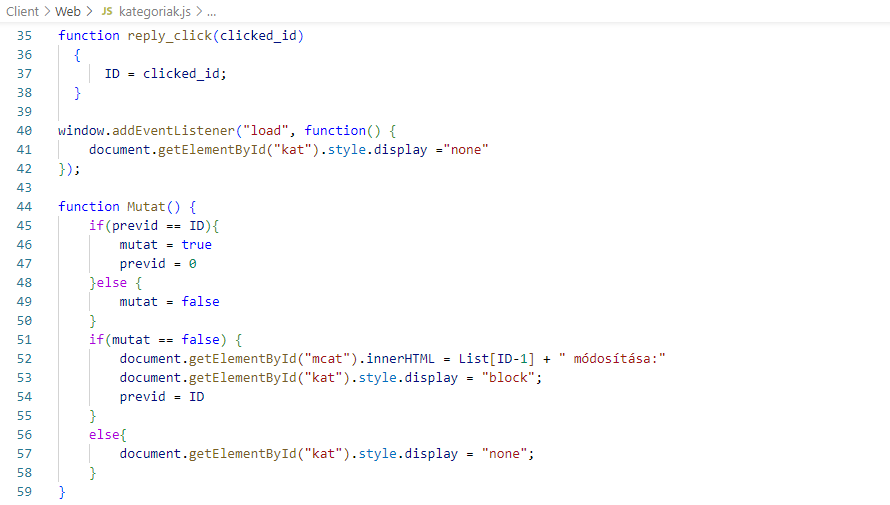 Client > Web > JS kategoriak.js > ...
35 function reply_click(clicked_id)
36   {
37       ID = clicked_id;
38   }
39
40 window.addEventListener("load", function() {
41     document.getElementById("kat").style.display ="none"
42 });
43
44 function Mutat() {
45     if(previd == ID){
46         mutat = true
47         previd = 0
48     }else {
49         mutat = false
50     }
51     if(mutat == false) {
52         document.getElementById("mcat").innerHTML = List[ID-1] + " módosítása:"
53         document.getElementById("kat").style.display = "block";
54         previd = ID
55     }
56     else{
57         document.getElementById("kat").style.display = "none";
58     }
59 }